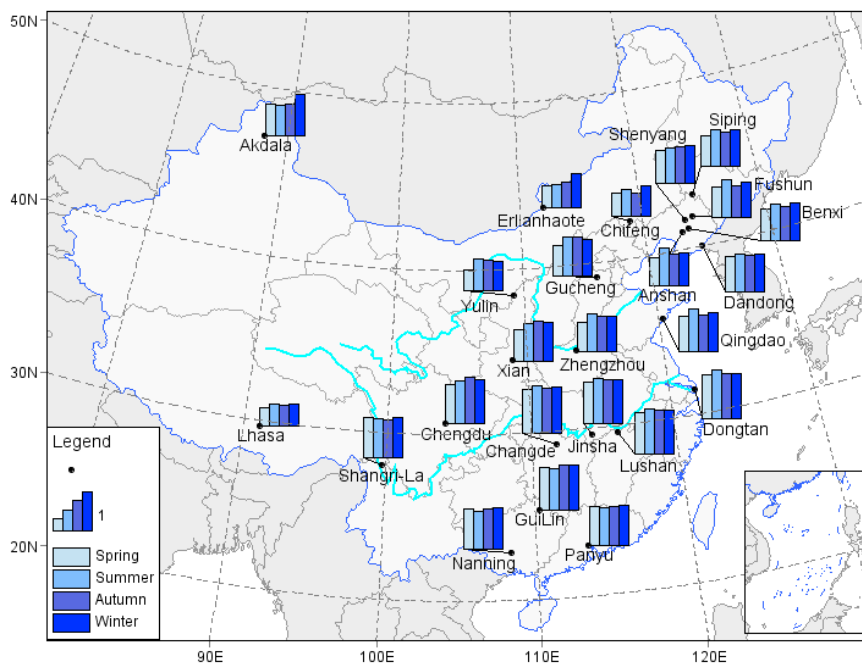 50N
Siping
Shenyang
Akdala
Fushun
40N
Erlianhaote
Chifeng
Benxi
Gucheng
Anshan
Dandong
Yulin
Qingdao
Zhengzhou
Xian
30N
Lhasa
Chengdu
Changde
Jinsha
Dongtan
Legend
Shangri-La
Lushan
1
GuiLin
20N
Spring
Nanning
Panyu
Summer
Autumn
Winter
90E
100E
110E
120E